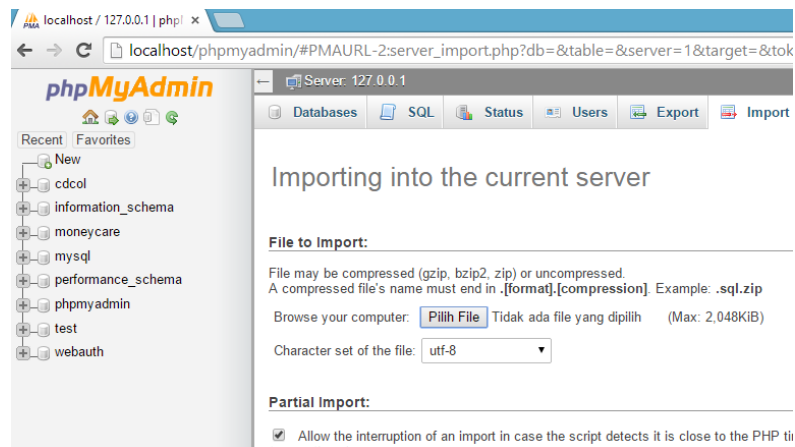 localhost / 127.0.0.1 | php
localhost/phpmyadmin/#PMAURL-2:server_import.php?db=&table=&server=1&target=&tok
phpMyAdmin
Recent Favorites
New
cdcol
information_schema
moneycare
mysql
performance_schema
phpmyadmin
test
webauth
Server: 127.0.0.1
Databases SQL Status Users Export Import
Importing into the current server
File to Import:
File may be compressed (gzip, bzip2, zip) or uncompressed.
A compressed file's name must end in .[format].[compression]. Example: .sql.zip
Browse your computer: Pilih File Tidak ada file yang dipilih (Max: 2,048KiB)
Character set of the file: utf-8
Partial Import:
Allow the interruption of an import in case the script detects it is close to the PHP